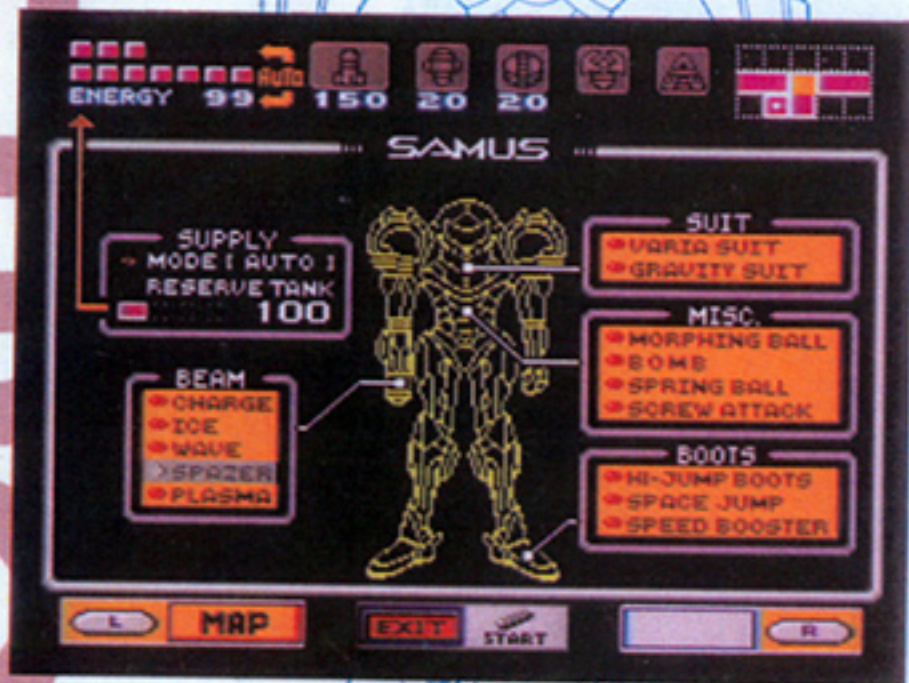 AUTO
ENERGY 99
150
20
20
SAMUS
SUPPLY
MODE [ AUTO ]
RESERVE TANK
100
BEAM
CHARGE
ICE
WAVE
SPAZER
PLASMA
SUIT
VARIA SUIT
GRAVITY SUIT
MISC.
MORPHING BALL
BOMB
SPRING BALL
SCREW ATTACK
BOOTS
HI-JUMP BOOTS
SPACE JUMP
SPEED BOOSTER
L
MAP
EXIT
START
R